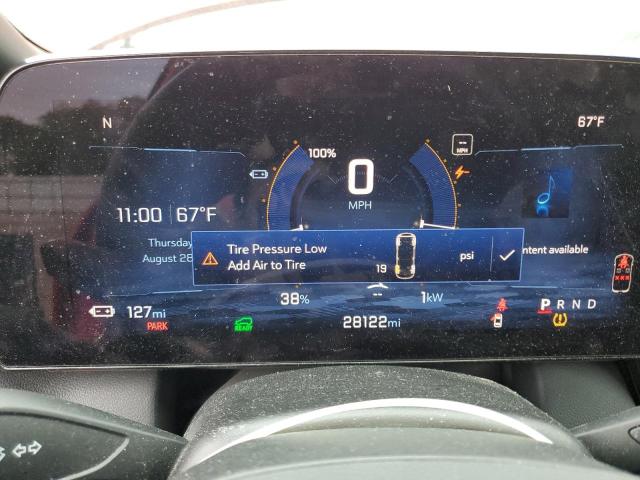 N
67°F
100%
--
MPH
0
MPH
11:00 67°F
Thursday
August 28
Tire Pressure Low
Add Air to Tire
19
psi
ntent available
38%
--
1kW
127mi
PARK
READY
28122mi
P R N D